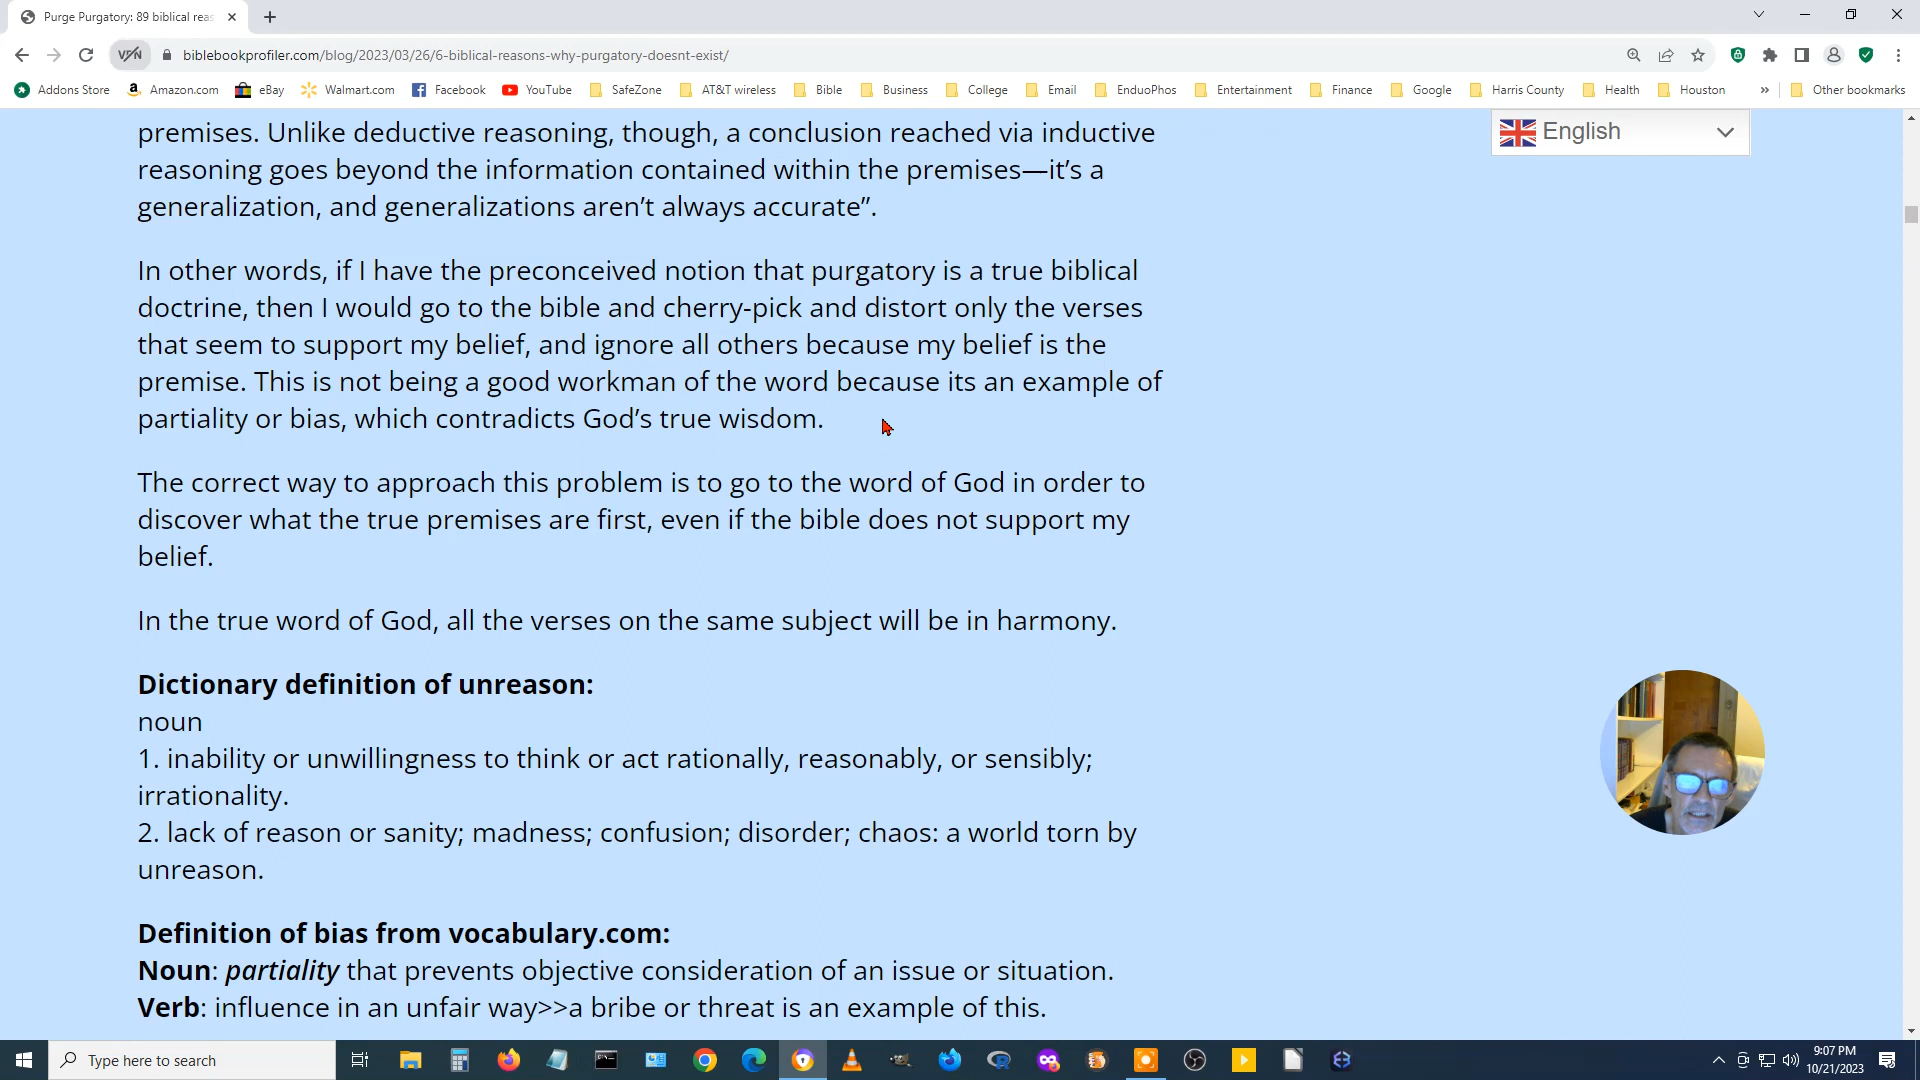 Purge Purgatory: 89 biblical reas
VPN
biblebookprofiler.com/blog/2023/03/26/6-biblical-reasons-why-purgatory-doesnt-exist/
Addons Store Amazon.com eBay Walmart.com Facebook YouTube SafeZone AT&T wireless Bible Business College Email EnduoPhos Entertainment Finance Google Harris County Health Houston » Other bookmarks
English
premises. Unlike deductive reasoning, though, a conclusion reached via inductive
reasoning goes beyond the information contained within the premises—it’s a
generalization, and generalizations aren’t always accurate”.
In other words, if I have the preconceived notion that purgatory is a true biblical
doctrine, then I would go to the bible and cherry-pick and distort only the verses
that seem to support my belief, and ignore all others because my belief is the
premise. This is not being a good workman of the word because its an example of
partiality or bias, which contradicts God’s true wisdom.
The correct way to approach this problem is to go to the word of God in order to
discover what the true premises are first, even if the bible does not support my
belief.
In the true word of God, all the verses on the same subject will be in harmony.
Dictionary definition of unreason:
noun
1. inability or unwillingness to think or act rationally, reasonably, or sensibly;
irrationality.
2. lack of reason or sanity; madness; confusion; disorder; chaos: a world torn by
unreason.
Definition of bias from vocabulary.com:
Noun: partiality that prevents objective consideration of an issue or situation.
Verb: influence in an unfair way>>a bribe or threat is an example of this.
Type here to search
9:07 PM
10/21/2023